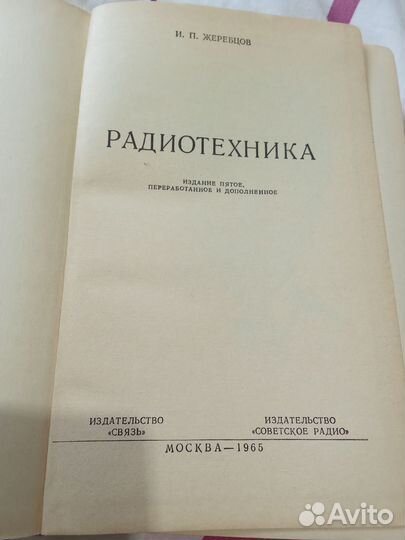 И. П. ЖЕРЕБЦОВ
РАДИОТЕХНИКА
ИЗДАНИЕ ПЯТОЕ,
ПЕРЕРАБОТАННОЕ И ДОПОЛНЕННОЕ
ИЗДАТЕЛЬСТВО
«СВЯЗЬ»
ИЗДАТЕЛЬСТВО
«СОВЕТСКОЕ РАДИО»
МОСКВА—1965
Avito